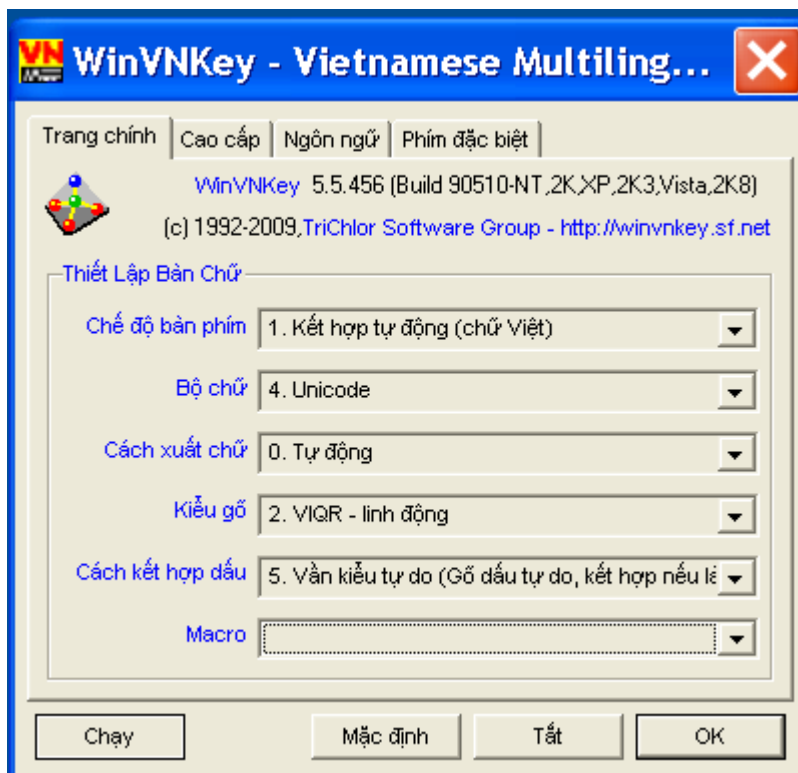 WinVNKey - Vietnamese Multiling...
Trang chính Cao cấp Ngôn ngữ Phím đặc biệt
WinVNKey 5.5.456 (Build 90510-NT,2K,XP,2K3,Vista,2K8)
(c) 1992-2009,TriChlor Software Group - http://winvnkey.sf.net
Thiết Lập Bàn Chữ
Chế độ bàn phím 1. Kết hợp tự động (chữ Việt)
Bộ chữ 4. Unicode
Cách xuất chữ 0. Tự động
Kiểu gõ 2. VIQR - linh động
Cách kết hợp dấu 5. Vần kiểu tự do (Gõ dấu tự do, kết hợp nếu
Macro
Chạy Mặc định Tắt OK